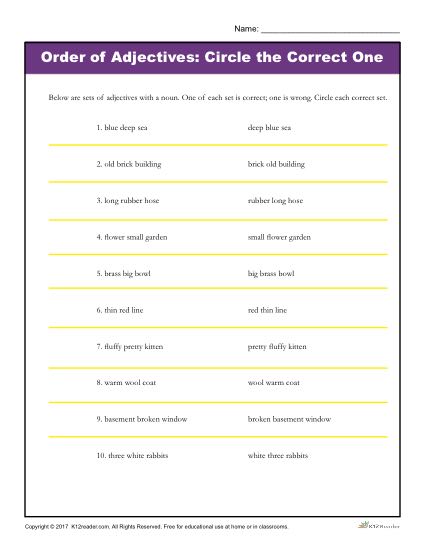 Name: ____________________
Order of Adjectives: Circle the Correct One
Below are sets of adjectives with a noun. One of each set is correct; one is wrong. Circle each correct set.
1. blue deep sea deep blue sea
2. old brick building brick old building
3. long rubber hose rubber long hose
4. flower small garden small flower garden
5. brass big bowl big brass bowl
6. thin red line red thin line
7. fluffy pretty kitten pretty fluffy kitten
8. warm wool coat wool warm coat
9. basement broken window broken basement window
10. three white rabbits white three rabbits
Copyright © 2017 K12reader.com. All Rights Reserved. Free for educational use at home or in classrooms. K12Reader